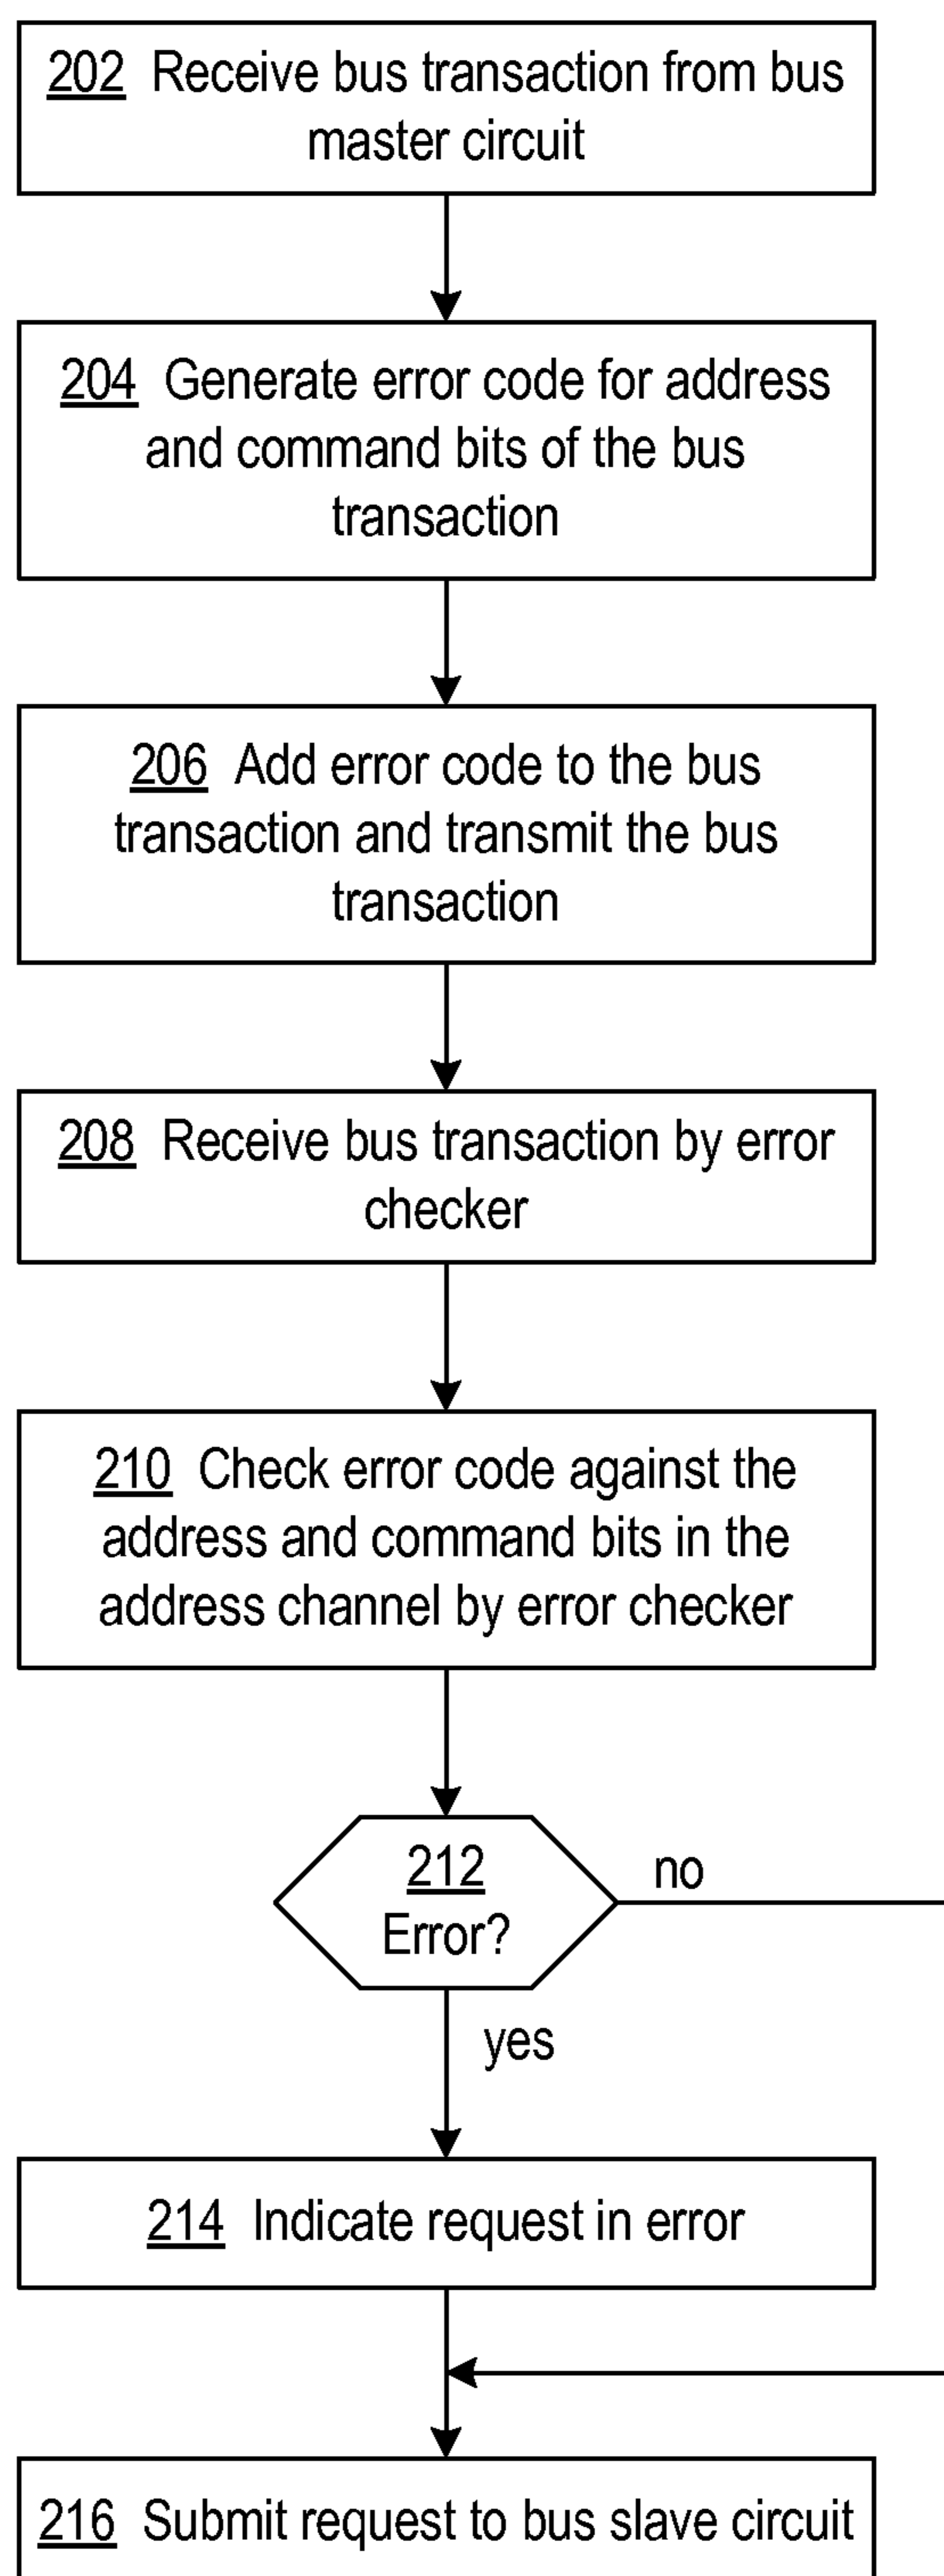 202 Receive bus transaction from bus
master circuit
204 Generate error code for address
and command bits of the bus
transaction
206 Add error code to the bus
transaction and transmit the bus
transaction
208 Receive bus transaction by error
checker
210 Check error code against the
address and command bits in the
address channel by error checker
212
Error?
no
yes
214 Indicate request in error
216 Submit request to bus slave circuit